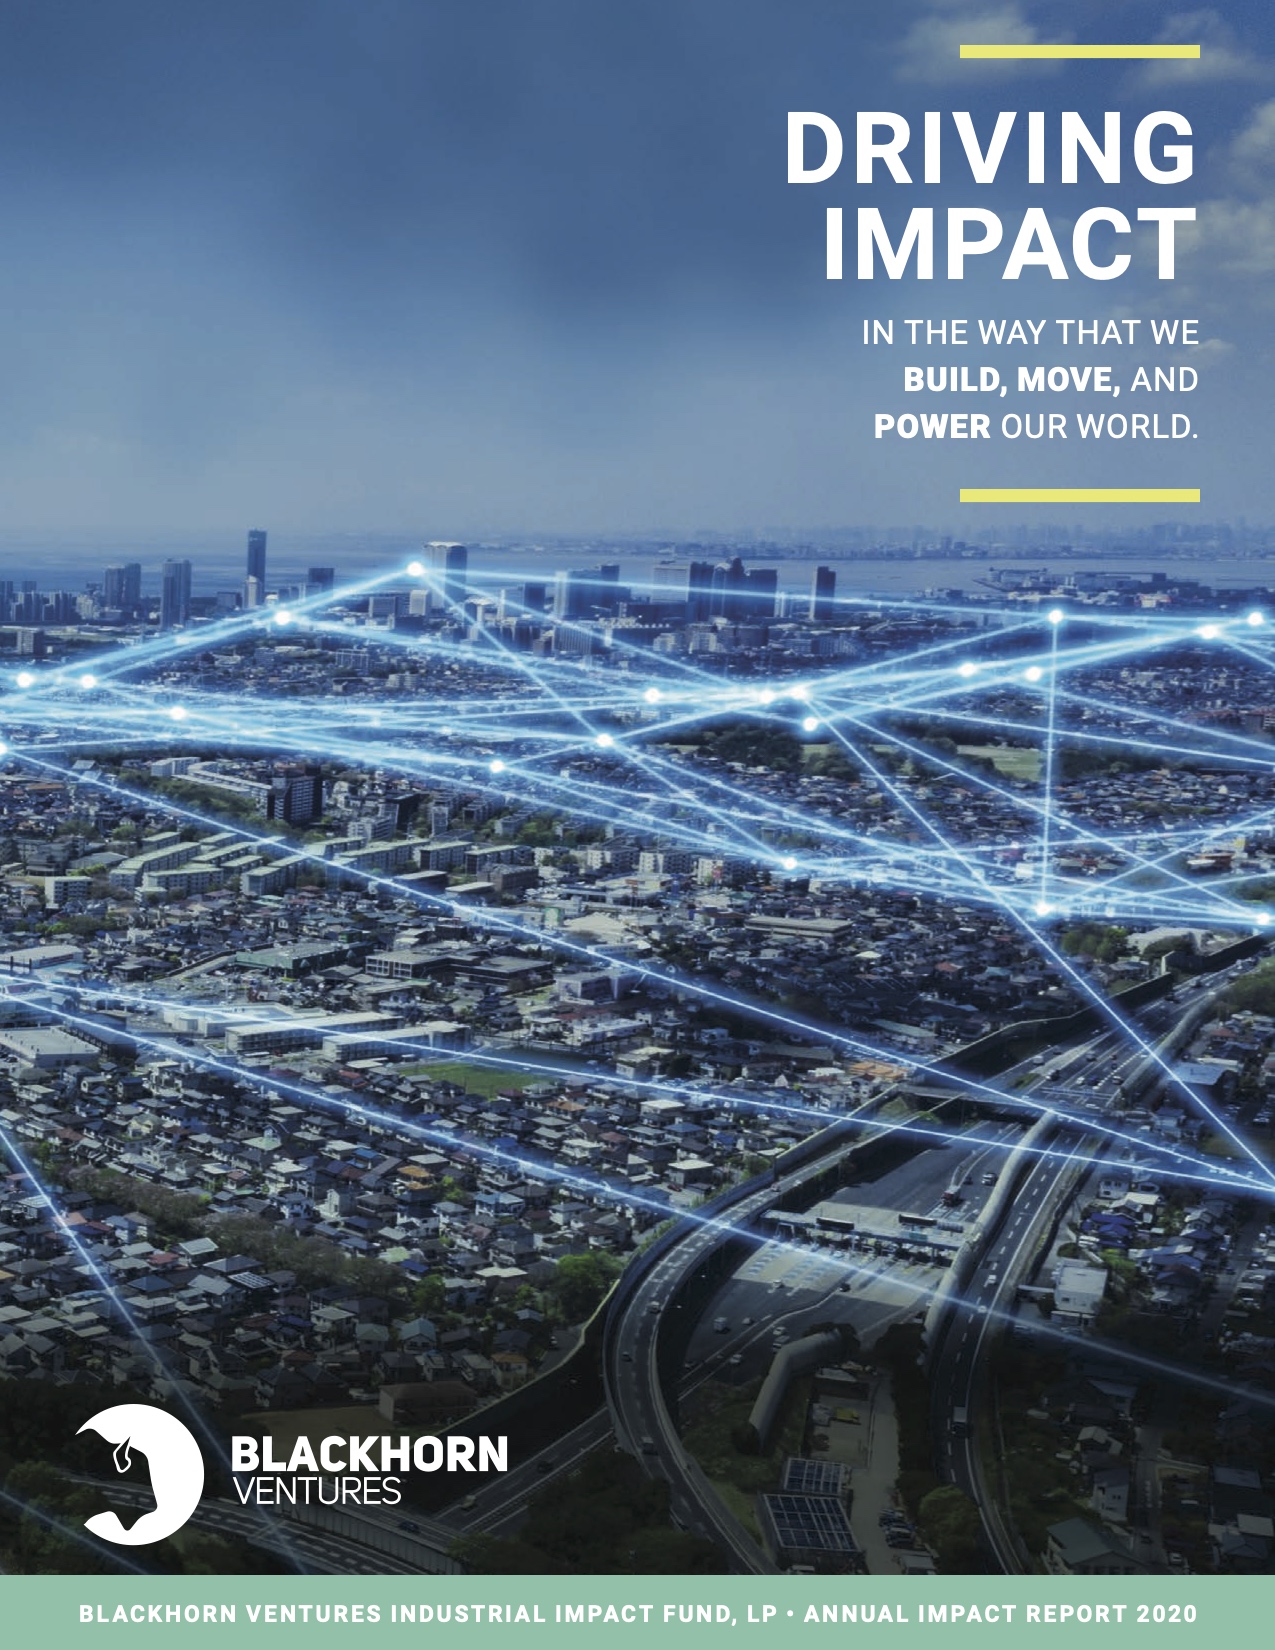 DRIVING
IMPACT
IN THE WAY THAT WE
BUILD, MOVE, AND
POWER OUR WORLD.
BLACKHORN
VENTURES
BLACKHORN VENTURES INDUSTRIAL IMPACT FUND, LP • ANNUAL IMPACT REPORT 2020